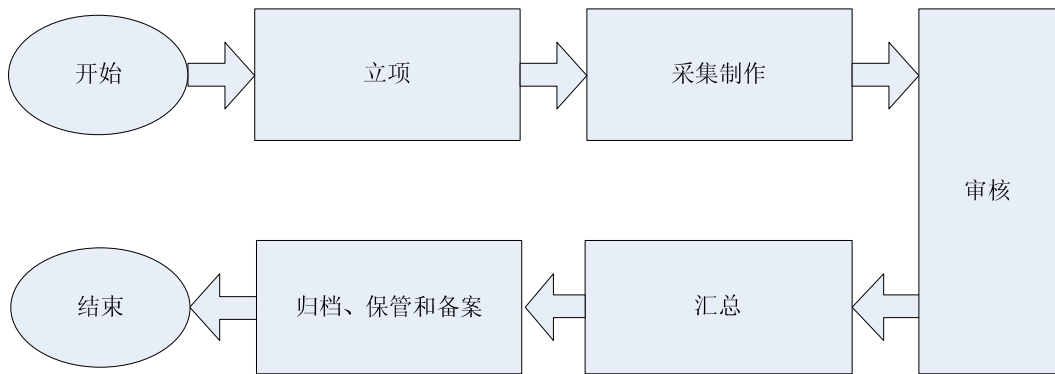 开始
立项
采集制作
审核
汇总
归档、保管和备案
结束